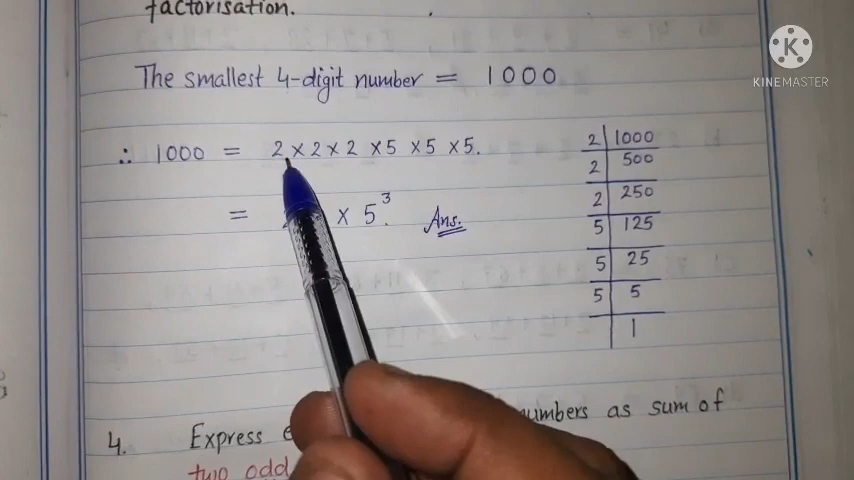 factorisation.
The smallest 4-digit number = 1000
∴ 1000 = 2 × 2 × 2 × 5 × 5 × 5.
= 2 × 5³. Ans.
2 | 1000
2 | 500
2 | 250
5 | 125
5 | 25
5 | 5
| 1
4. Express numbers as sum of
two odd
K
KINEMASTER